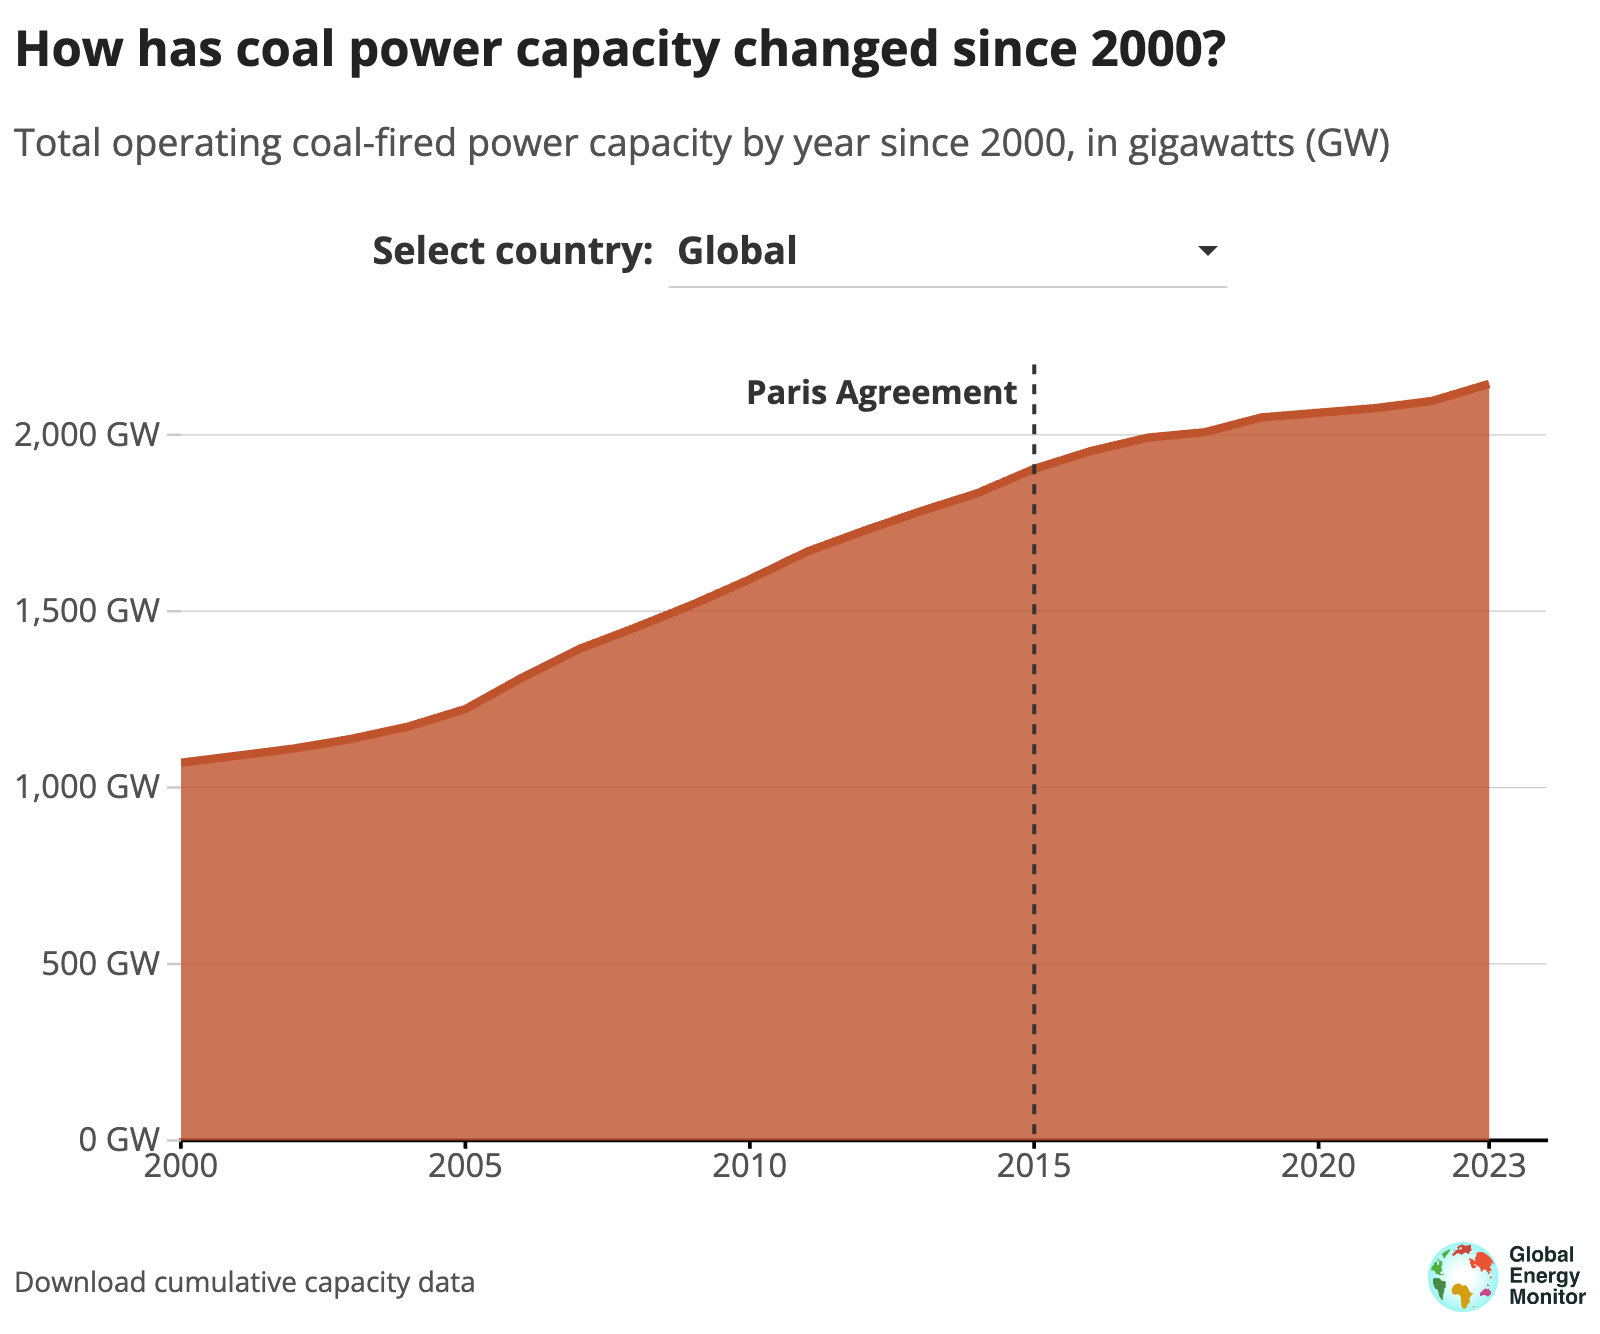 How has coal power capacity changed since 2000?
Total operating coal-fired power capacity by year since 2000, in gigawatts (GW)
Select country: Global
Paris Agreement
2,000 GW
1,500 GW
1,000 GW
500 GW
0 GW
2000 2005 2010 2015 2020 2023
Download cumulative capacity data
Global
Energy
Monitor